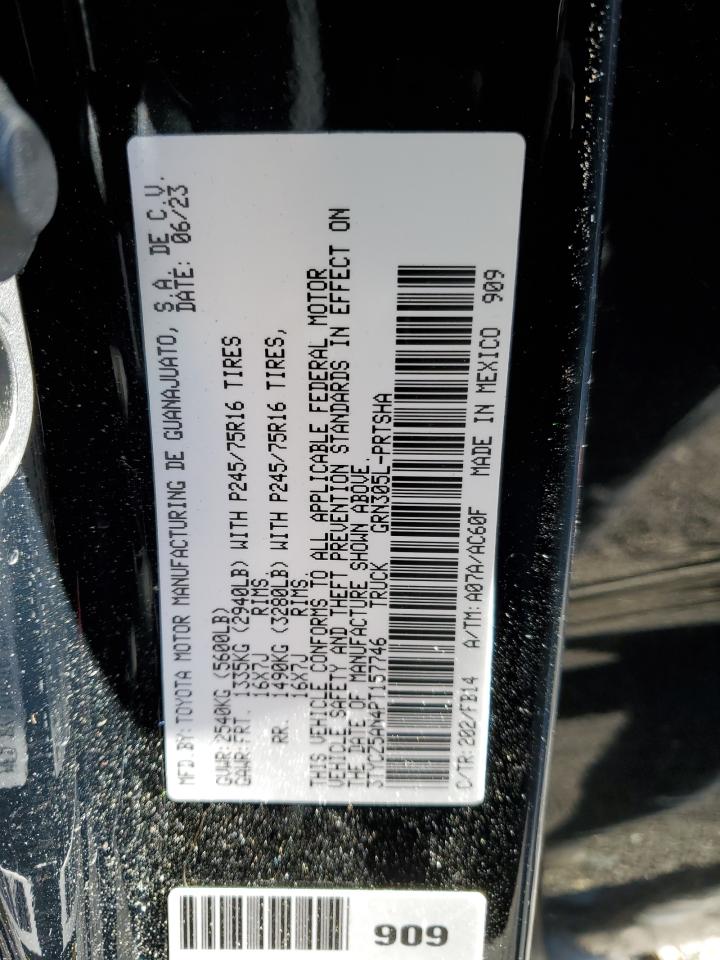 MFD.BY:TOYOTA MOTOR MANUFACTURING DE GUANAJUATO, S.A. DE C.V.
DATE: 06/23
GVWR:2540KG (5600LB)
GAWR:FRT. 1335KG (2940LB) WITH P245/75R16 TIRES
16X7J RIMS,
RR. 1490KG (3280LB) WITH P245/75R16 TIRES,
16X7J RIMS.
THIS VEHICLE CONFORMS TO ALL APPLICABLE FEDERAL MOTOR
VEHICLE SAFETY AND THEFT PREVENTION STANDARDS IN EFFECT ON
THE DATE OF MANUFACTURE SHOWN ABOVE.
3TYCZ5AN4PT157746 TRUCK GRN305L-PRTSHA
C/TR:202/FB14 A/TM:A07A/AC60F MADE IN MEXICO 909
909